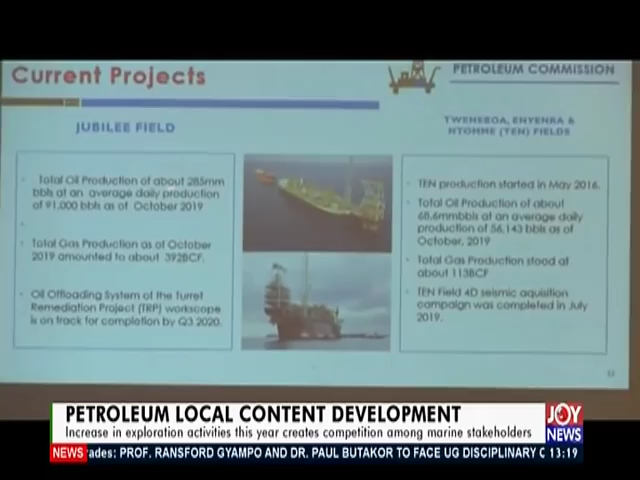 Current Projects
PETROLEUM COMMISSION
JUBILEE FIELD
TWENEBOA, ENYENRA &
NTOMME (TEN) FIELDS
Total Oil Production of about 285mm
bbls at an average daily production
of 91,000 bbls as of October 2019
Total Gas Production as of October
2019 amounted to about 392BCF.
Oil Offloading System of the Turret
Remediation Project (TRP) workscope
is on track for completion by Q3 2020.
TEN production started in May 2016.
Total Oil Production of about
68.6mmbbls at an average daily
production of 56,143 bbls as of
October, 2019
Total Gas Production stood at
about 113BCF
TEN Field 4D seismic aquisition
campaign was completed in July
2019.
PETROLEUM LOCAL CONTENT DEVELOPMENT
Increase in exploration activities this year creates competition among marine stakeholders
JOY
NEWS
NEWS rades: PROF. RANSFORD GYAMPO AND DR. PAUL BUTAKOR TO FACE UG DISCIPLINARY C 13:19